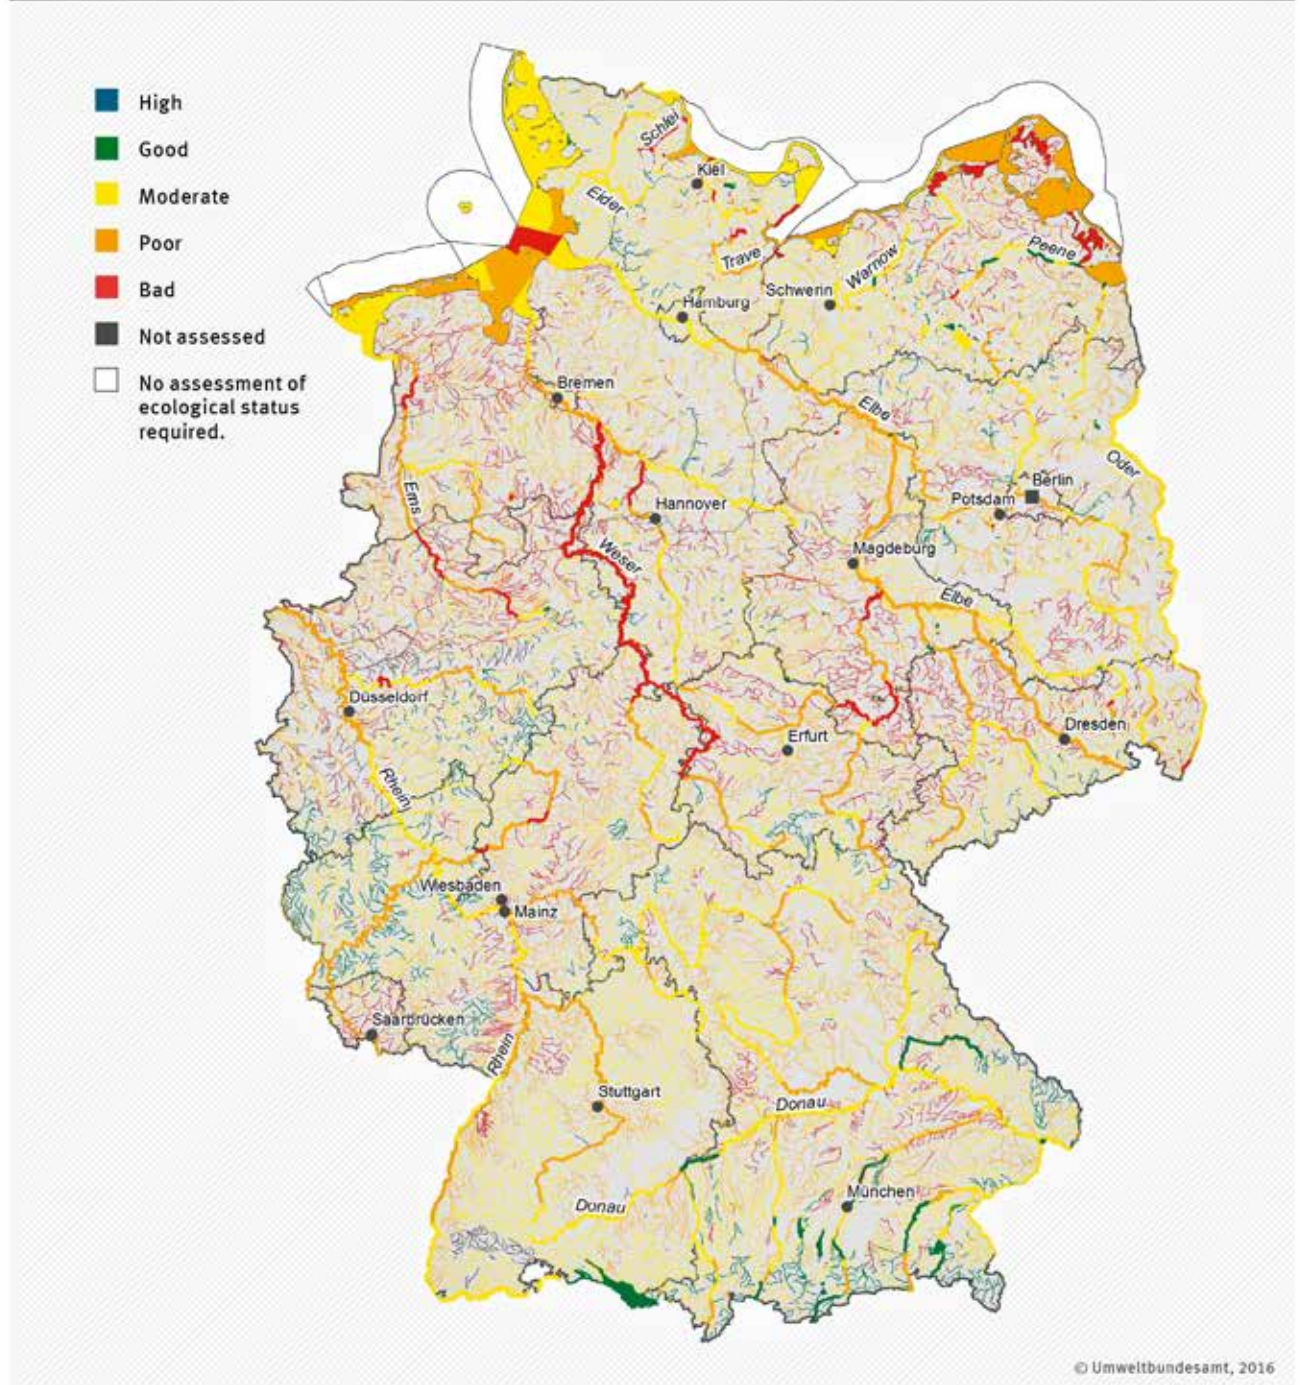 High
Good
Moderate
Poor
Bad
Not assessed
No assessment of
ecological status
required.
Schlei
Kiel
Eider
Trave
Warnow
Peene
Schwerin
Hamburg
Bremen
Elbe
Oder
Berlin
Potsdam
Ems
Hannover
Weser
Magdeburg
Elbe
Düsseldorf
Erfurt
Dresden
Rhein
Wiesbaden
Mainz
Saarbrücken
Rhein
Stuttgart
Donau
München
Donau
© Umweltbundesamt, 2016